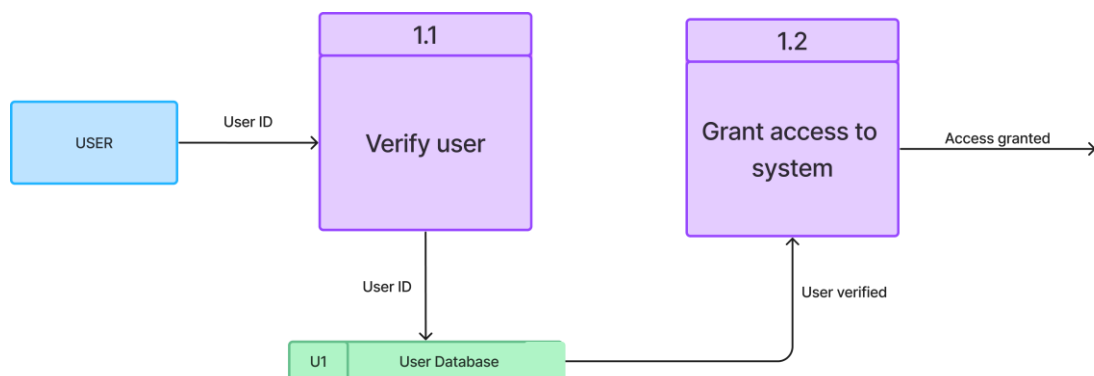 1.1
1.2
User ID
USER
Verify user
Grant access to
system
Access granted
User ID
User verified
U1
User Database